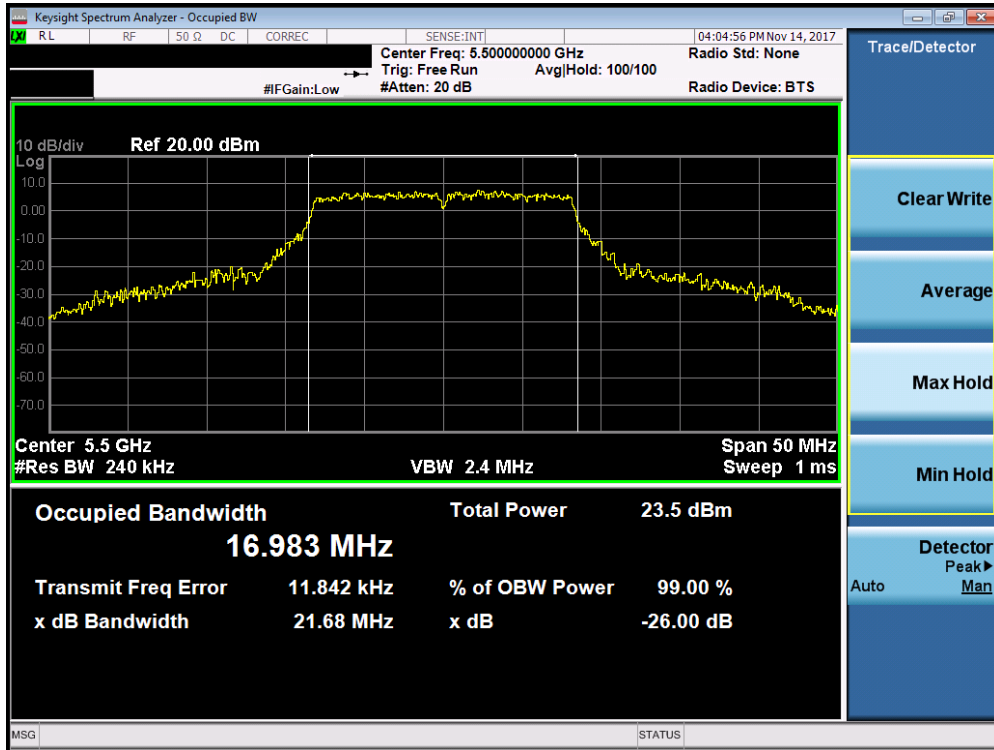 Keysight Spectrum Analyzer - Occupied BW
LXI RL RF 50 Ω DC CORREC SENSE:INT 04:04:56 PM Nov 14, 2017
Center Freq: 5.500000000 GHz Radio Std: None
Trig: Free Run Avg|Hold: 100/100
#IFGain:Low #Atten: 20 dB Radio Device: BTS
Trace/Detector
10 dB/div Ref 20.00 dBm
Log
10.0
0.00
-10.0
-20.0
-30.0
-40.0
-50.0
-60.0
-70.0
Center 5.5 GHz Span 50 MHz
#Res BW 240 kHz VBW 2.4 MHz Sweep 1 ms
Occupied Bandwidth Total Power 23.5 dBm
16.983 MHz
Transmit Freq Error 11.842 kHz % of OBW Power 99.00 %
x dB Bandwidth 21.68 MHz x dB -26.00 dB
Clear Write
Average
Max Hold
Min Hold
Detector
Peak▶
Auto Man
MSG STATUS